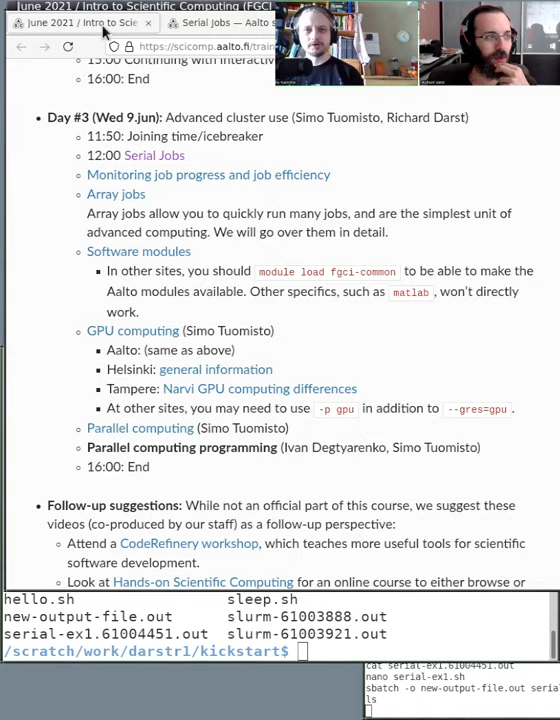 June 2021 / Intro to Scientific Computing (FGCI
June 2021 / Intro to Scie ×
Serial Jobs — Aalto s
https://scicomp.aalto.fi/train
15:00 Continuing with interactiv
16:00: End
• Day #3 (Wed 9.jun): Advanced cluster use (Simo Tuomisto, Richard Darst)
11:50: Joining time/icebreaker
12:00 Serial Jobs
Monitoring job progress and job efficiency
Array jobs
Array jobs allow you to quickly run many jobs, and are the simplest unit of
advanced computing. We will go over them in detail.
Software modules
In other sites, you should module load fgci-common to be able to make the
Aalto modules available. Other specifics, such as matlab, won't directly
work.
GPU computing (Simo Tuomisto)
Aalto: (same as above)
Helsinki: general information
Tampere: Narvi GPU computing differences
At other sites, you may need to use -p gpu in addition to --gres=gpu.
Parallel computing (Simo Tuomisto)
Parallel computing programming (Ivan Degtyarenko, Simo Tuomisto)
16:00: End
• Follow-up suggestions: While not an official part of this course, we suggest these
videos (co-produced by our staff) as a follow-up perspective:
Attend a CodeRefinery workshop, which teaches more useful tools for scientific
software development.
Look at Hands-on Scientific Computing for an online course to either browse or
hello.sh sleep.sh
new-output-file.out slurm-61003888.out
serial-ex1.61004451.out slurm-61003921.out
/scratch/work/darstr1/kickstart$
cat serial-ex1.61004451.out
nano serial-ex1.sh
sbatch -o new-output-file.out serial
ls